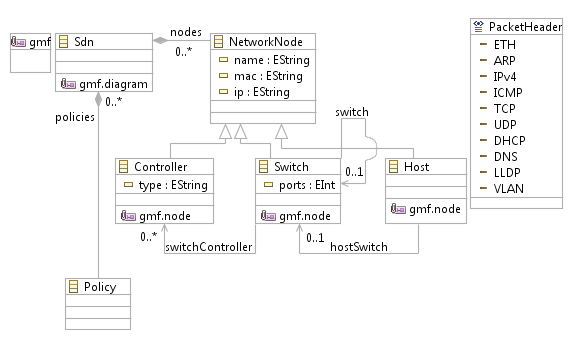 gmf
Sdn
gmf.diagram
nodes
0..*
NetworkNode
name : EString
mac : EString
ip : EString
PacketHeader
ETH
ARP
IPv4
ICMP
TCP
UDP
DHCP
DNS
LLDP
VLAN
0..*
policies
switch
0..1
Controller
type : EString
gmf.node
Switch
ports : EInt
gmf.node
Host
gmf.node
0..*
switchController
0..1
hostSwitch
Policy